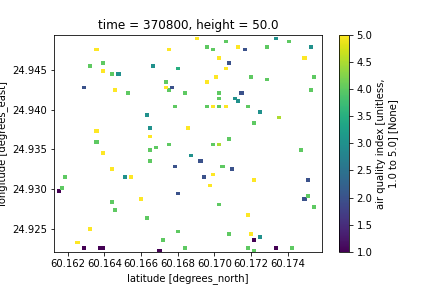 time = 370800, height = 50.0
24.945
24.940
24.935
24.930
24.925
60.162 60.164 60.166 60.168 60.170 60.172 60.174
latitude [degrees_north]
longitude [degrees_east]
5.0
4.5
4.0
3.5
3.0
2.5
2.0
1.5
1.0
air quality index [unitless,
1.0 to 5.0] [None]